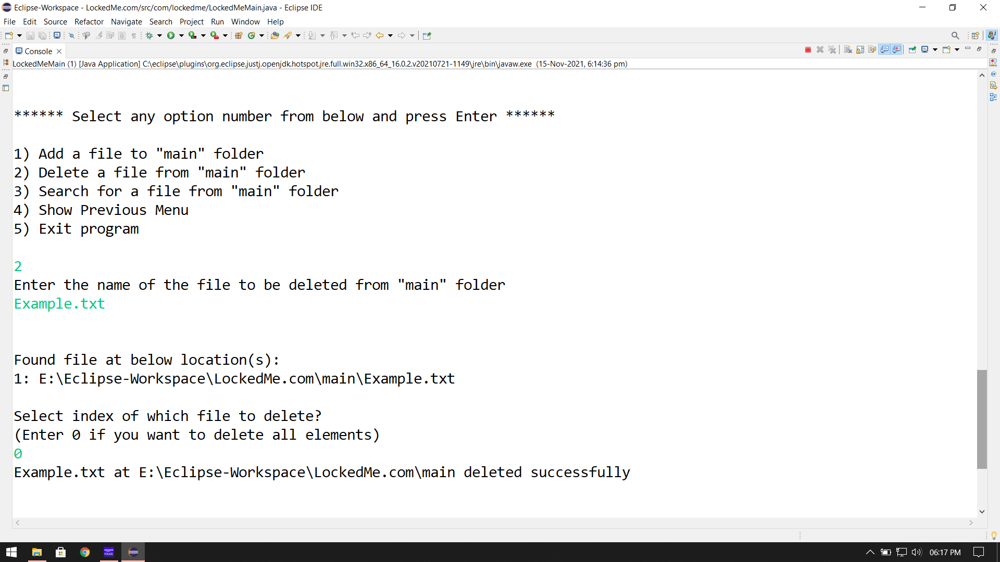 Eclipse-Workspace - LockedMe.com/src/com/lockedme/LockedMeMain.java - Eclipse IDE
File Edit Source Refactor Navigate Search Project Run Window Help
Console
LockedMeMain (1) [Java Application] C:\eclipse\plugins\org.eclipse.justj.openjdk.hotspot.jre.full.win32.x86_64_16.0.2.v20210721-1149\jre\bin\javaw.exe (15-Nov-2021, 6:14:36 pm)
****** Select any option number from below and press Enter ******
1) Add a file to "main" folder
2) Delete a file from "main" folder
3) Search for a file from "main" folder
4) Show Previous Menu
5) Exit program
2
Enter the name of the file to be deleted from "main" folder
Example.txt
Found file at below location(s):
1: E:\Eclipse-Workspace\LockedMe.com\main\Example.txt
Select index of which file to delete?
(Enter 0 if you want to delete all elements)
0
Example.txt at E:\Eclipse-Workspace\LockedMe.com\main deleted successfully
amazon music
06:17 PM